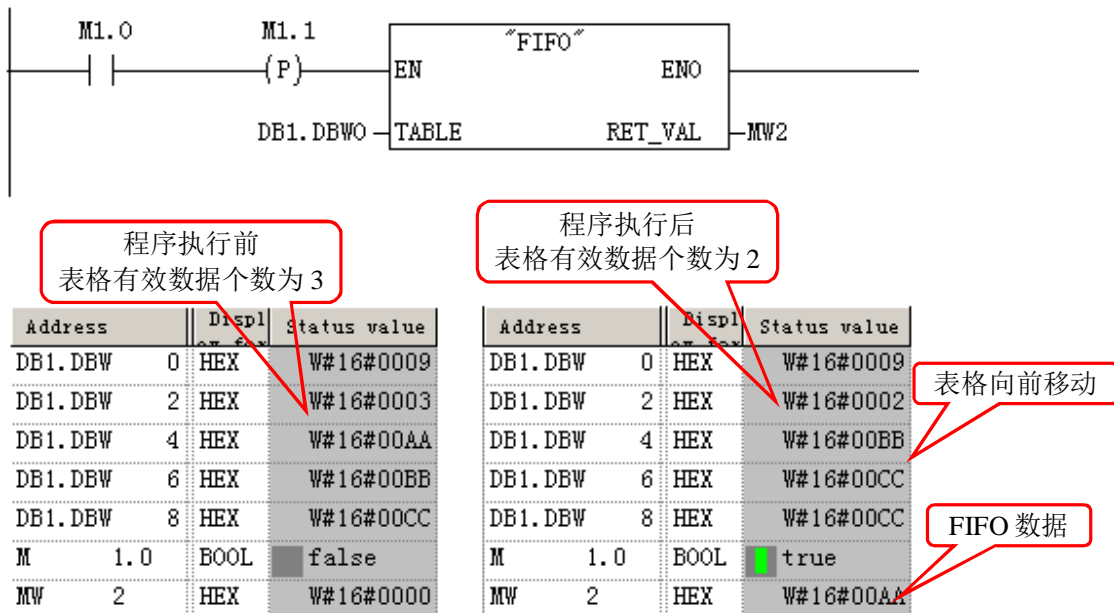 M1.0 M1.1 "FIFO"
( P ) EN ENO
DB1.DBW0 TABLE RET_VAL MW2
程序执行前
表格有效数据个数为 3
程序执行后
表格有效数据个数为 2
Address Displ Status value
DB1.DBW 0 HEX W#16#0009
DB1.DBW 2 HEX W#16#0003
DB1.DBW 4 HEX W#16#00AA
DB1.DBW 6 HEX W#16#00BB
DB1.DBW 8 HEX W#16#00CC
M 1.0 BOOL false
MW 2 HEX W#16#0000
Address Displ Status value
DB1.DBW 0 HEX W#16#0009
DB1.DBW 2 HEX W#16#0002
DB1.DBW 4 HEX W#16#00BB
DB1.DBW 6 HEX W#16#00CC
DB1.DBW 8 HEX W#16#00CC
M 1.0 BOOL true
MW 2 HEX W#16#00AA
表格向前移动
FIFO 数据